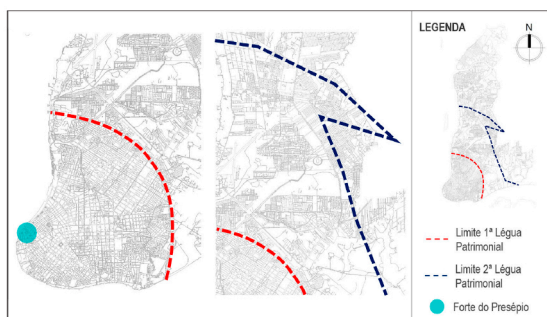 LEGENDA
N
Limite 1ª Légua
Patrimonial
Limite 2ª Légua
Patrimonial
Forte do Presépio